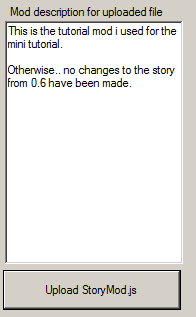 Mod description for uploaded file
This is the tutorial mod i used for the
mini tutorial.
Otherwise.. no changes to the story
from 0.6 have been made.
Upload StoryMod.js